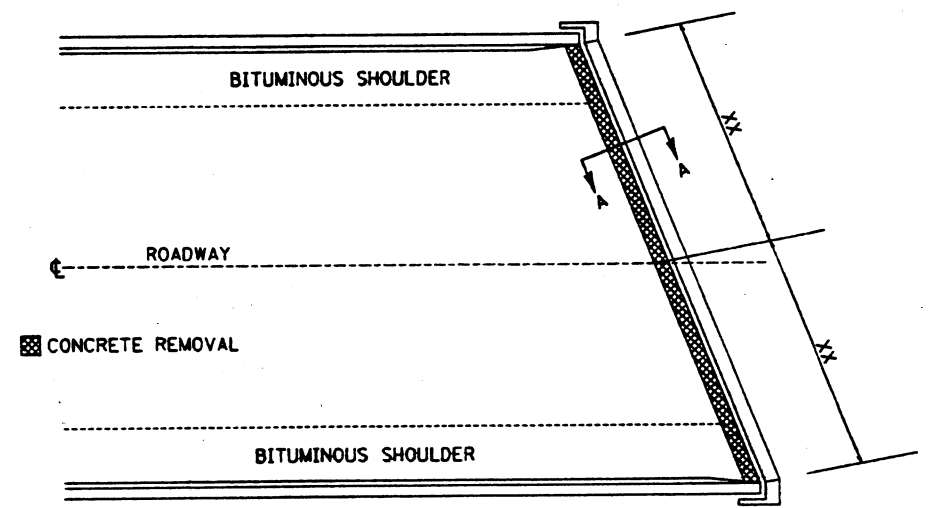 BITUMINOUS SHOULDER
XX
A
A
ROADWAY
℄
CONCRETE REMOVAL
XX
BITUMINOUS SHOULDER